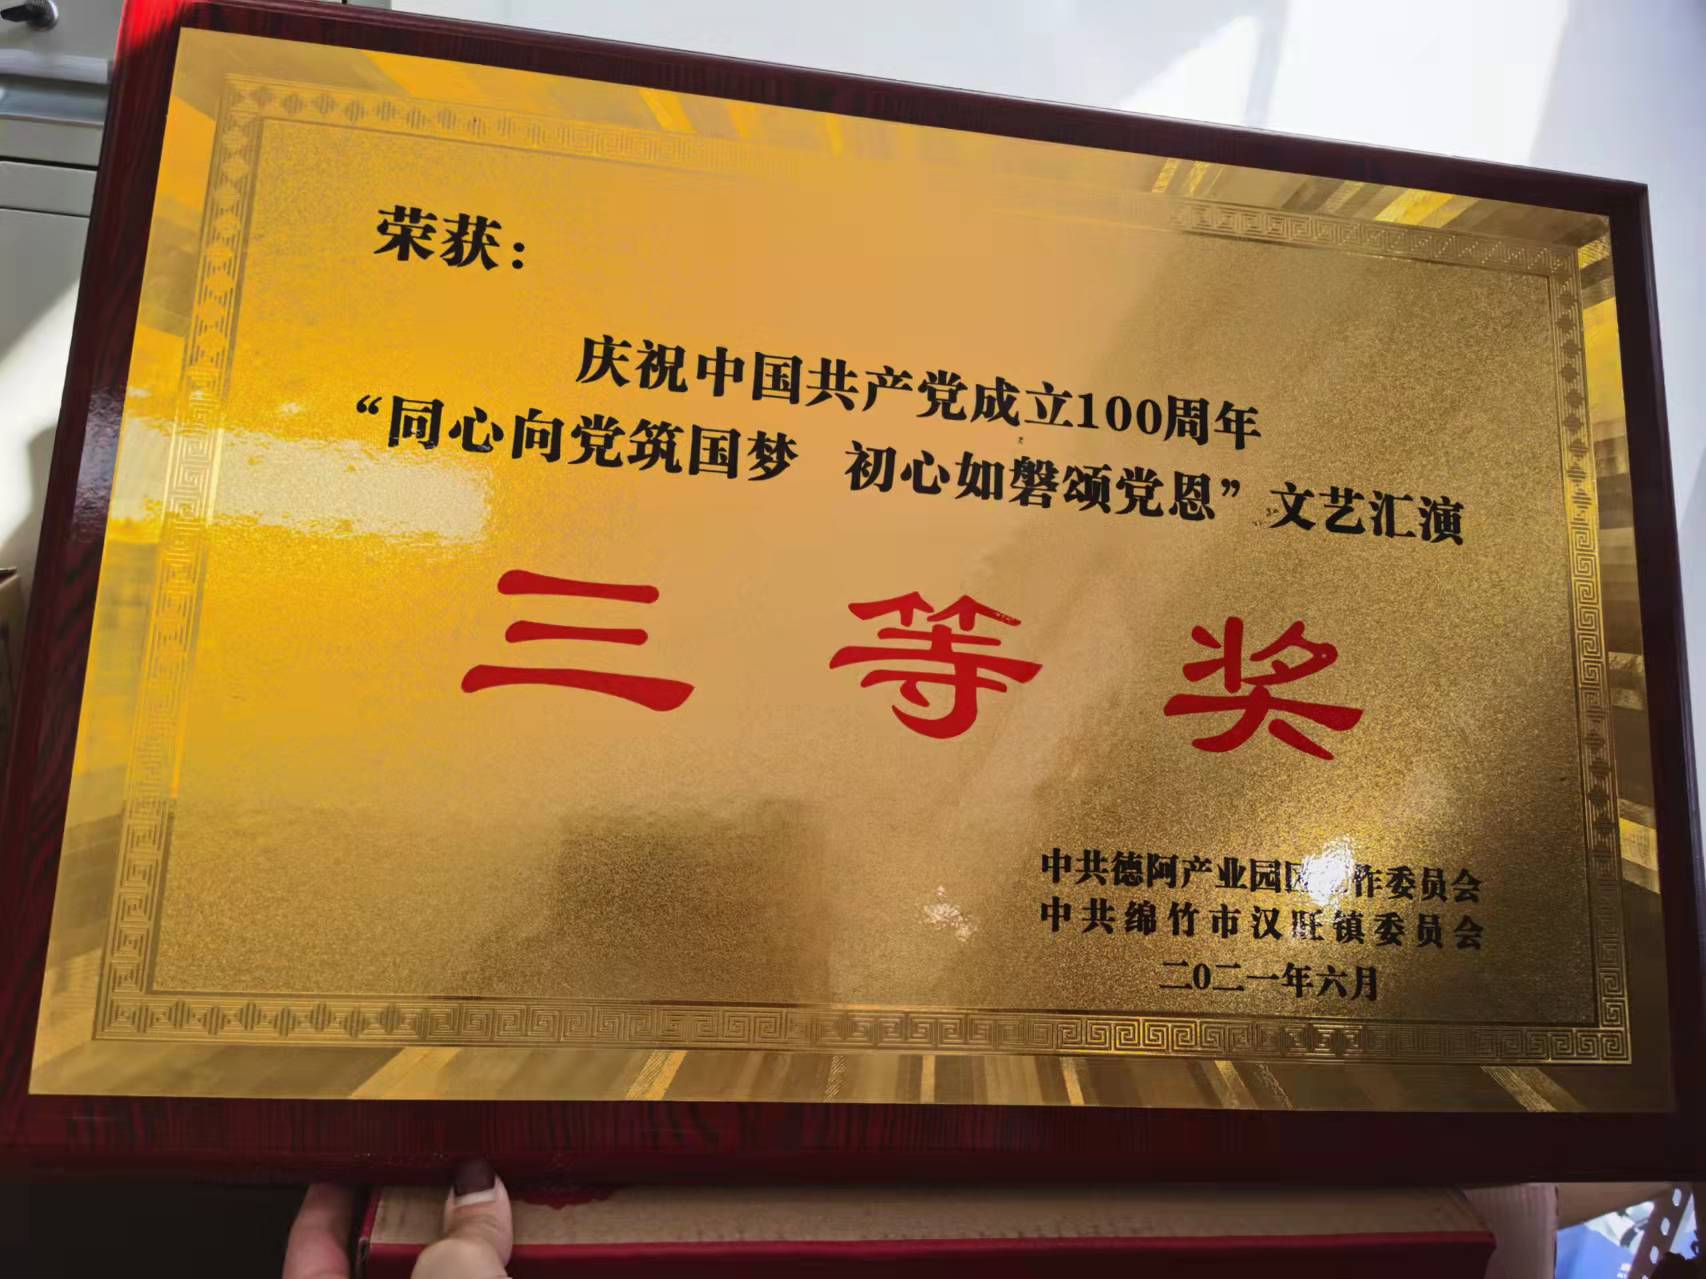 荣获：
庆祝中国共产党成立100周年
“同心向党筑国梦 初心如磐颂党恩”文艺汇演
三等奖
中共德阿产业园区工作委员会
中共绵竹市汉旺镇委员会
二0二一年六月